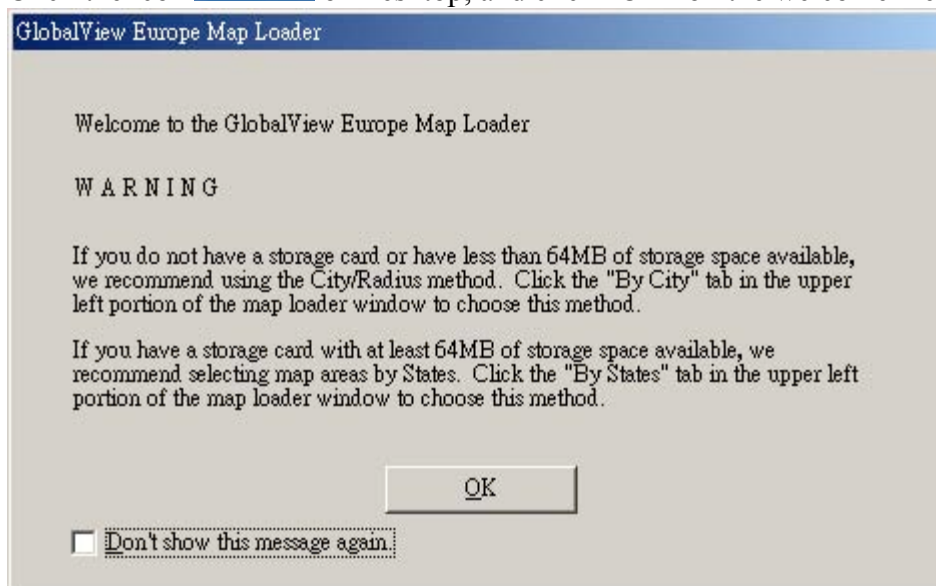 GlobalView Europe Map Loader
Welcome to the GlobalView Europe Map Loader
W A R N I N G
If you do not have a storage card or have less than 64MB of storage space available,
we recommend using the City/Radius method. Click the "By City" tab in the upper
left portion of the map loader window to choose this method.
If you have a storage card with at least 64MB of storage space available, we
recommend selecting map areas by States. Click the "By States" tab in the upper left
portion of the map loader window to choose this method.
OK
Don't show this message again.